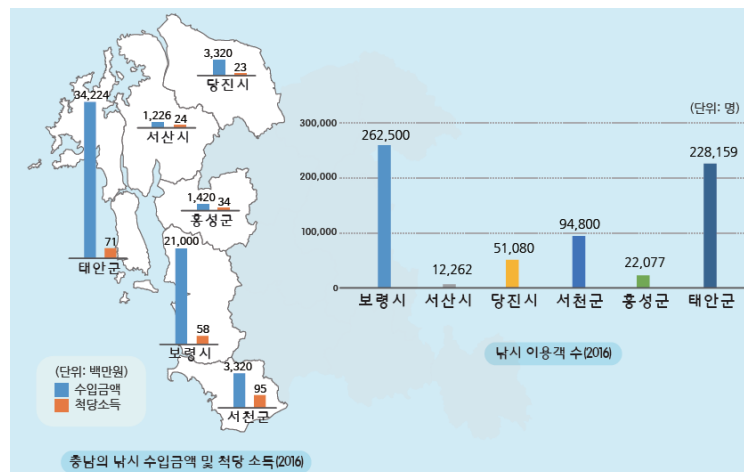 3,320
23
당진시
34,224
71
태안군
1,226
24
서산시
1,420
34
홍성군
21,000
58
보령시
3,320
95
서천군
(단위: 백만원)
수입금액
척당소득
충남의 낚시 수입금액 및 척당 소득(2016)
(단위: 명)
300,000
200,000
100,000
0
262,500
12,262
51,080
94,800
22,077
228,159
보령시 서산시 당진시 서천군 홍성군 태안군
낚시 이용객 수(2016)